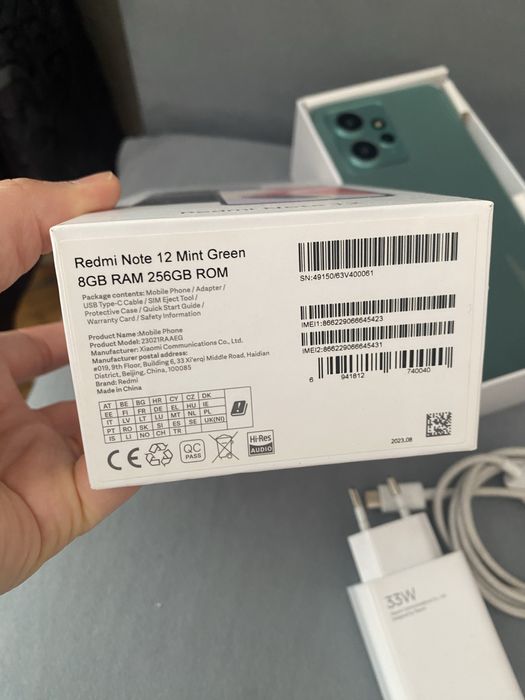 Redmi Note 12
Redmi Note 12 Mint Green
8GB RAM 256GB ROM
Package contents: Mobile Phone / Adapter /
USB Type-C Cable / SIM Eject Tool /
Protective Case / Quick Start Guide /
Warranty Card / Safety Information
Product Name:Mobile Phone
Product Model:23021RAAEG
Manufacturer: Xiaomi Communications Co., Ltd.
Manufacturer postal address:
#019, 9th Floor, Building 6, 33 Xi'erqi Middle Road, Haidian
District, Beijing, China, 100085
Brand: Redmi
Made in China
AT BE BG HR CY CZ DK
EE FI FR DE EL HU IE
IT LV LT LU MT NL PL
PT RO SK SI ES SE UK(NI)
IS LI NO CH TR
CE
QC
PASS
Hi-Res
AUDIO
SN:49150/63V400061
IMEI1:866229066645423
IMEI2:866229066645431
6 941812 740040
2023.08
33W